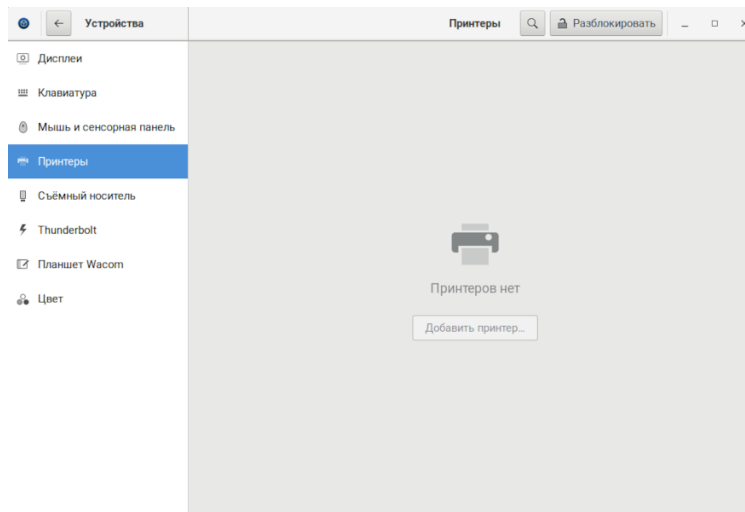 Устройства
Принтеры
Разблокировать
Дисплеи
Клавиатура
Мышь и сенсорная панель
Принтеры
Съёмный носитель
Thunderbolt
Планшет Wacom
Цвет
Принтеров нет
Добавить принтер...